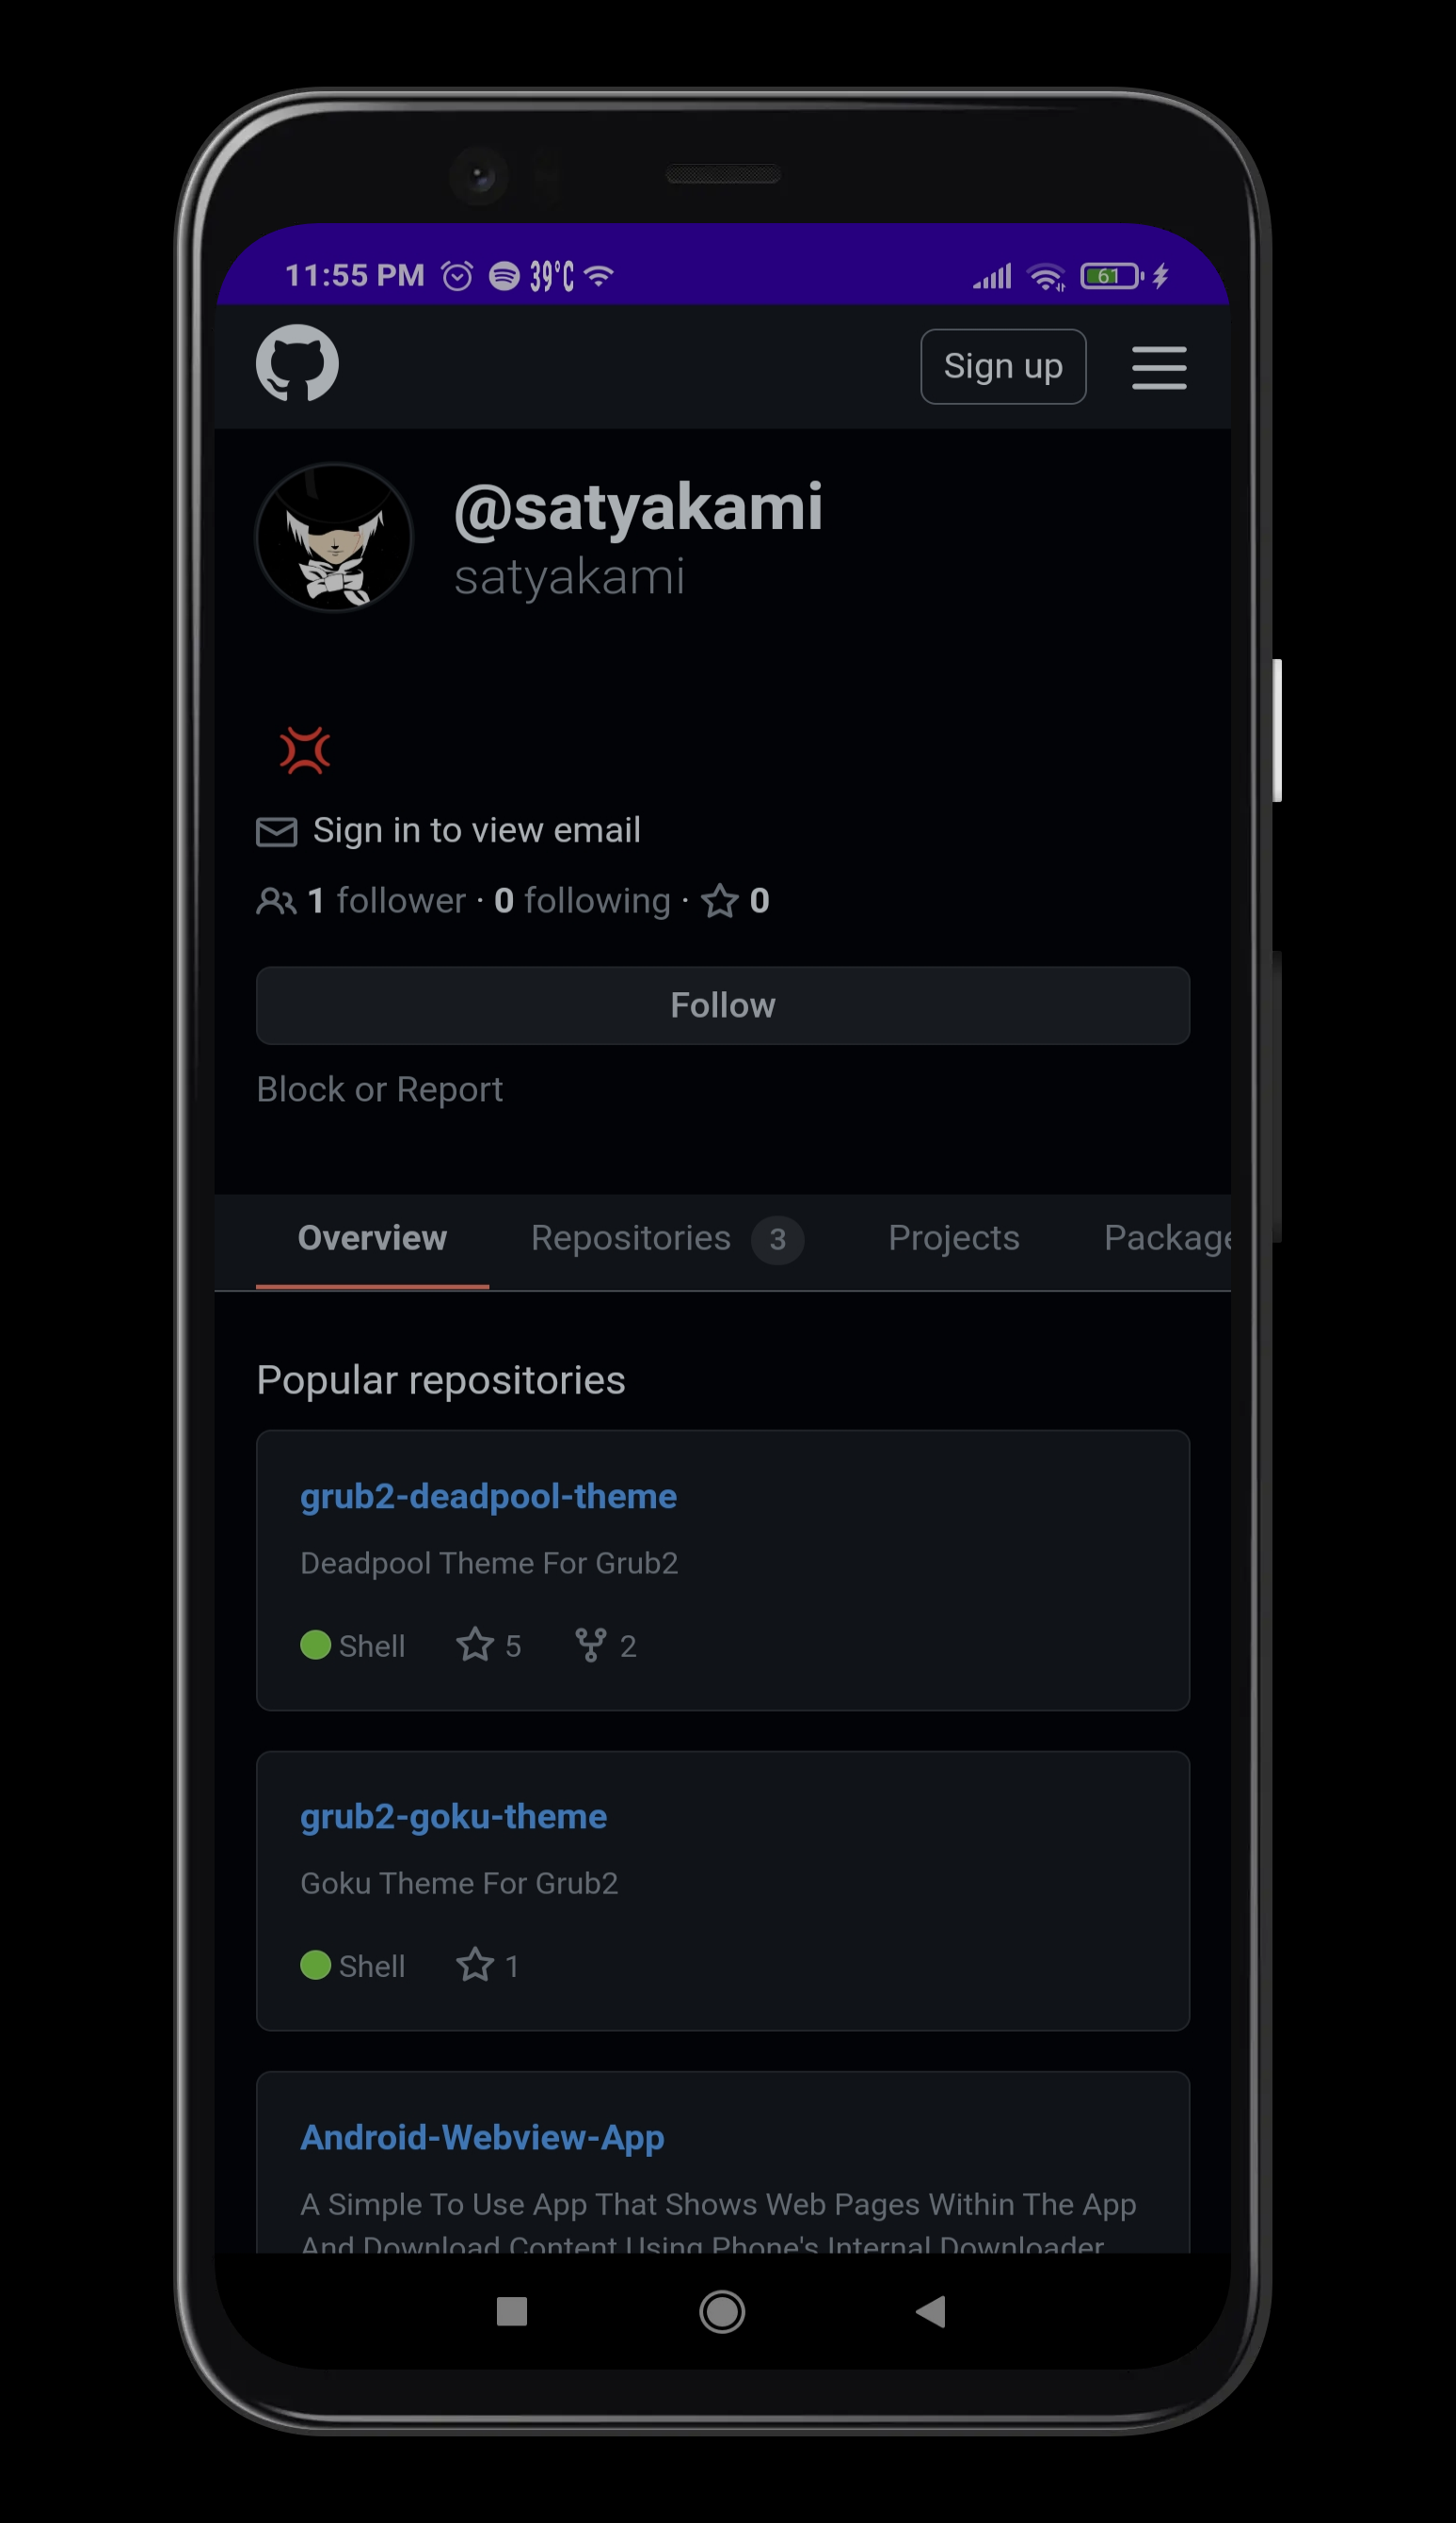 11:55 PM 39°C 61
Sign up
@satyakami
satyakami
Sign in to view email
1 follower · 0 following · 0
Follow
Block or Report
Overview Repositories 3 Projects Package
Popular repositories
grub2-deadpool-theme
Deadpool Theme For Grub2
Shell 5 2
grub2-goku-theme
Goku Theme For Grub2
Shell 1
Android-Webview-App
A Simple To Use App That Shows Web Pages Within The App
And Download Content Using Phone's Internal Downloader